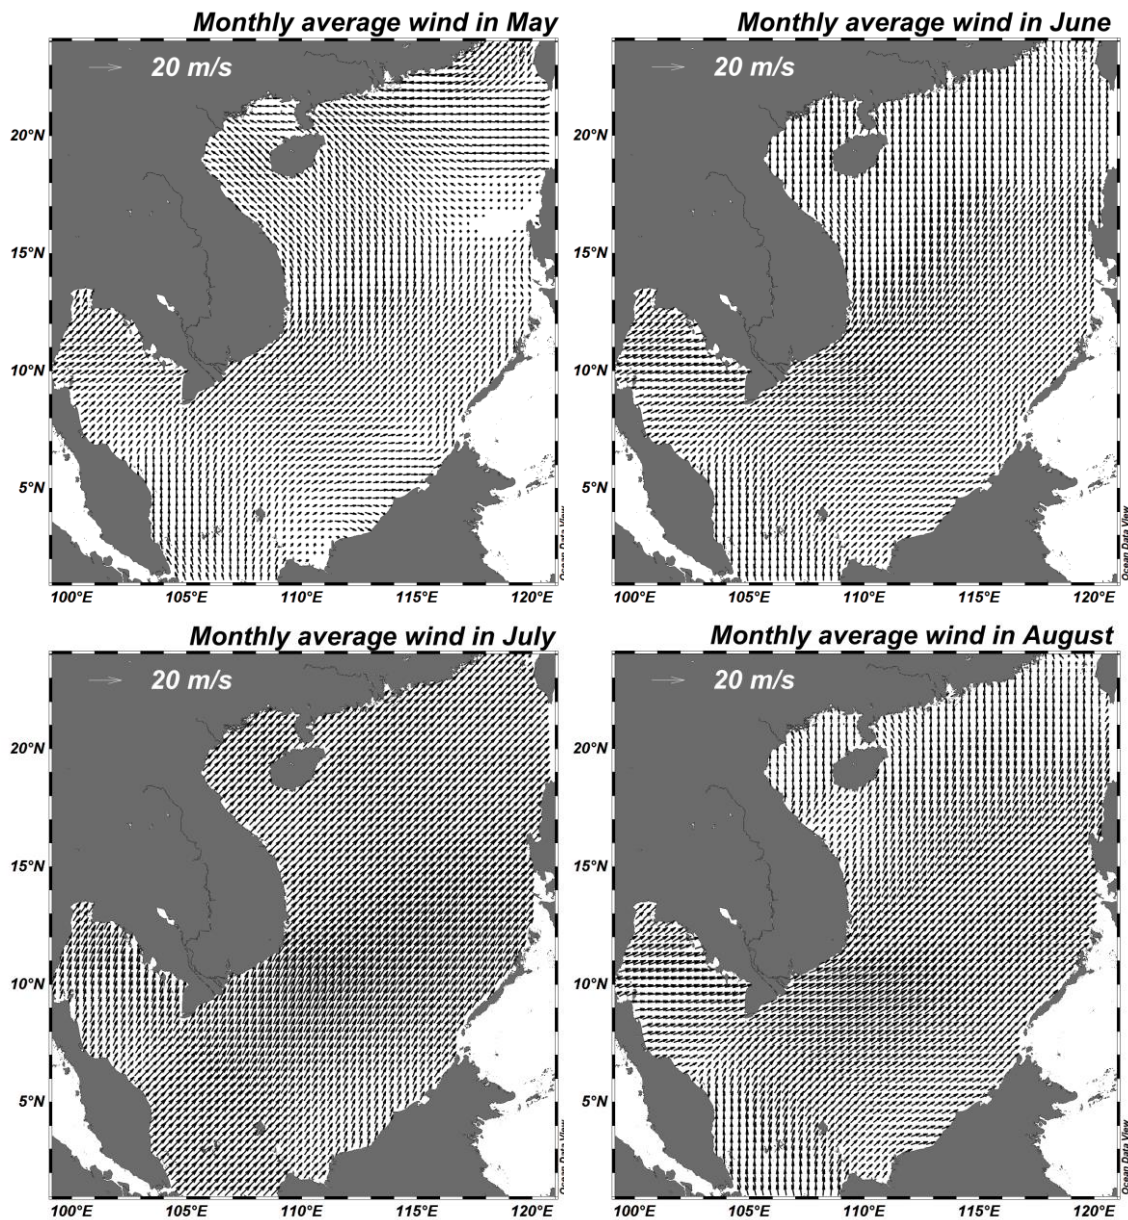 Monthly average wind in May
Monthly average wind in June
20 m/s
20 m/s
20°N
20°N
15°N
15°N
10°N
10°N
5°N
5°N
Ocean Data View
Ocean Data View
100°E 105°E 110°E 115°E 120°E
100°E 105°E 110°E 115°E 120°E
Monthly average wind in July
Monthly average wind in August
20 m/s
20 m/s
20°N
20°N
15°N
15°N
10°N
10°N
5°N
5°N
Ocean Data View
Ocean Data View
100°E 105°E 110°E 115°E 120°E
100°E 105°E 110°E 115°E 120°E